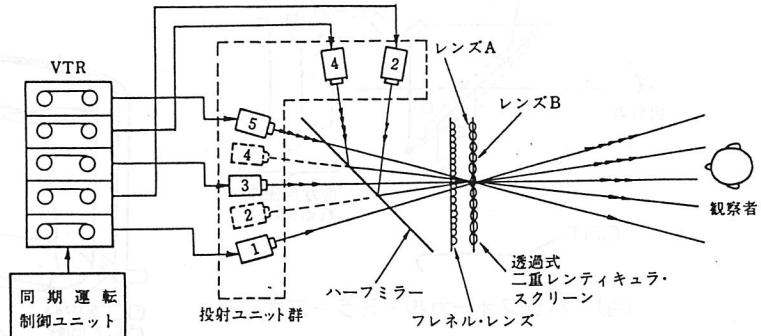 VTR
4
2
レンズA
レンズB
5
4
3
2
1
観察者
ハーフミラー
透過式
二重レンティキュラ・
スクリーン
フレネル・レンズ
投射ユニット群
同期運転
制御ユニット